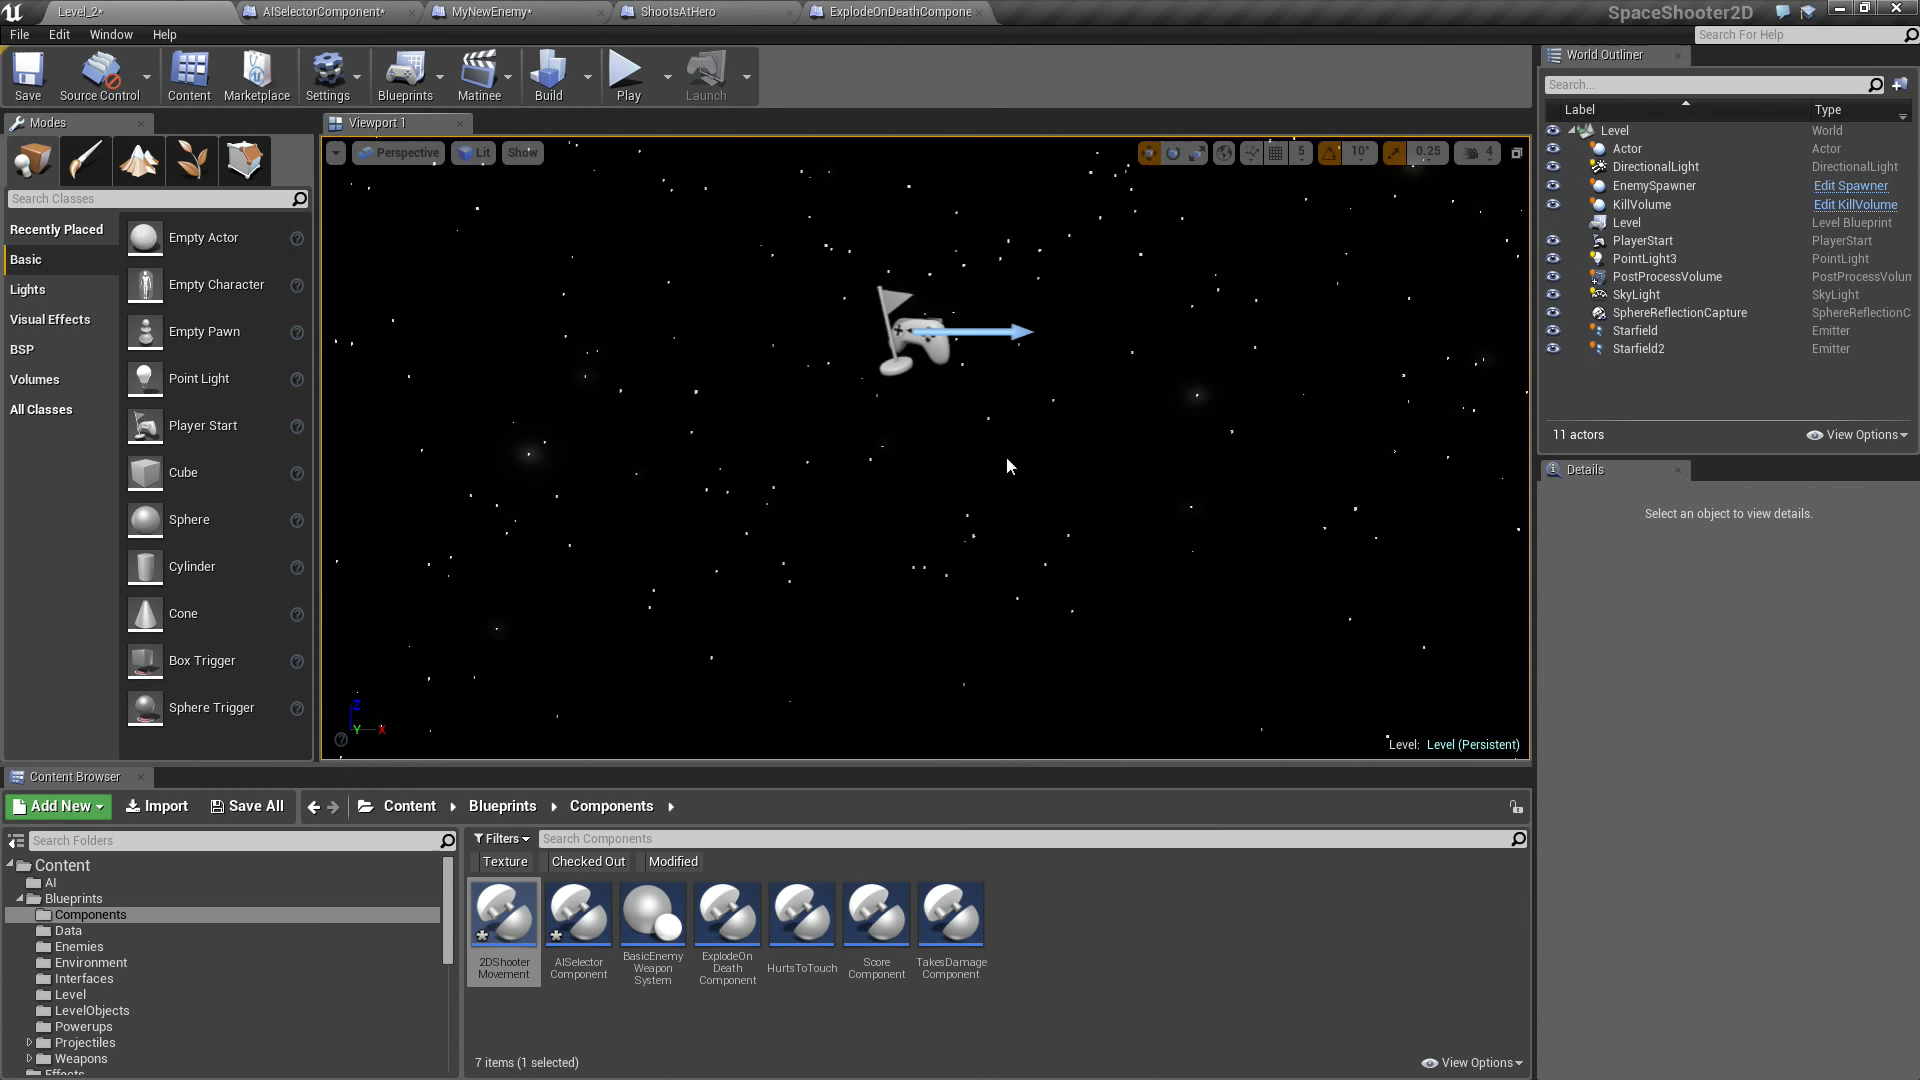 Level_2*
AISelectorComponent*
MyNewEnemy*
ShootsAtHero
ExplodeOnDeathCompone
SpaceShooter2D
File Edit Window Help
Search For Help
Save
Source Control
Content
Marketplace
Settings
Blueprints
Matinee
Build
Play
Launch
Modes
Search Classes
Recently Placed
Basic
Lights
Visual Effects
BSP
Volumes
All Classes
Empty Actor
Empty Character
Empty Pawn
Point Light
Player Start
Cube
Sphere
Cylinder
Cone
Box Trigger
Sphere Trigger
Viewport 1
Perspective
Lit
Show
5
10°
0.25
4
Z
Y
X
Level: Level (Persistent)
World Outliner
Search...
Label Type
Level World
Actor Actor
DirectionalLight DirectionalLight
EnemySpawner Edit Spawner
KillVolume Edit KillVolume
Level Level Blueprint
PlayerStart PlayerStart
PointLight3 PointLight
PostProcessVolume PostProcessVolum
SkyLight SkyLight
SphereReflectionCapture SphereReflectionC
Starfield Emitter
Starfield2 Emitter
11 actors
View Options
Details
Select an object to view details.
Content Browser
Add New
Import
Save All
Content
Blueprints
Components
Search Folders
Content
AI
Blueprints
Components
Data
Enemies
Environment
Interfaces
Level
LevelObjects
Powerups
Projectiles
Weapons
Effects
Filters
Search Components
Texture
Checked Out
Modified
2DShooter
Movement
AISelector
Component
BasicEnemy
Weapon
System
ExplodeOn
Death
Component
HurtsToTouch
Score
Component
TakesDamage
Component
7 items (1 selected)
View Options